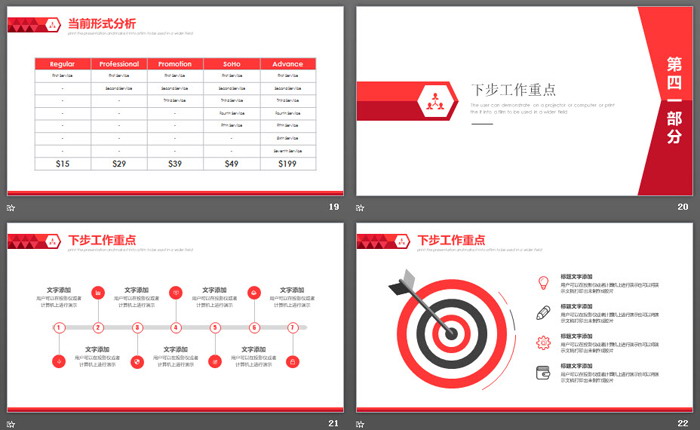 当前形式分析
Regular Professional Promotion SoHo Advance
First Service First Service First Service First Service First Service
- Second Service Second Service Second Service Second Service
- - Third Service Third Service Third Service
- - - Fourth Service Fourth Service
- - - Fifth Service Fifth Service
- - - - Sixth Service
- - - - Seventh Service
$15 $29 $39 $49 $199
19
第四一部分
下步工作重点
The user can demonstrate on a projector or computer, or print
the it into a film to be used in a wider field
20
下步工作重点
文字添加 文字添加 文字添加 文字添加
用户可以在投影仪或者 用户可以在投影仪或者 用户可以在投影仪或者 用户可以在投影仪或者
计算机上进行演示 计算机上进行演示 计算机上进行演示 计算机上进行演示
1 2 3 4 5 6 7
文字添加 文字添加 文字添加
用户可以在投影仪或者 用户可以在投影仪或者 用户可以在投影仪或者
计算机上进行演示 计算机上进行演示 计算机上进行演示
21
下步工作重点
标题文字添加
用户可以在投影仪或者计算机上进行演示也可以将演
示文稿打印出来制作成胶片
标题文字添加
用户可以在投影仪或者计算机上进行演示也可以将演
示文稿打印出来制作成胶片
标题文字添加
用户可以在投影仪或者计算机上进行演示也可以将演
示文稿打印出来制作成胶片
标题文字添加
用户可以在投影仪或者计算机上进行演示也可以将演
示文稿打印出来制作成胶片
22